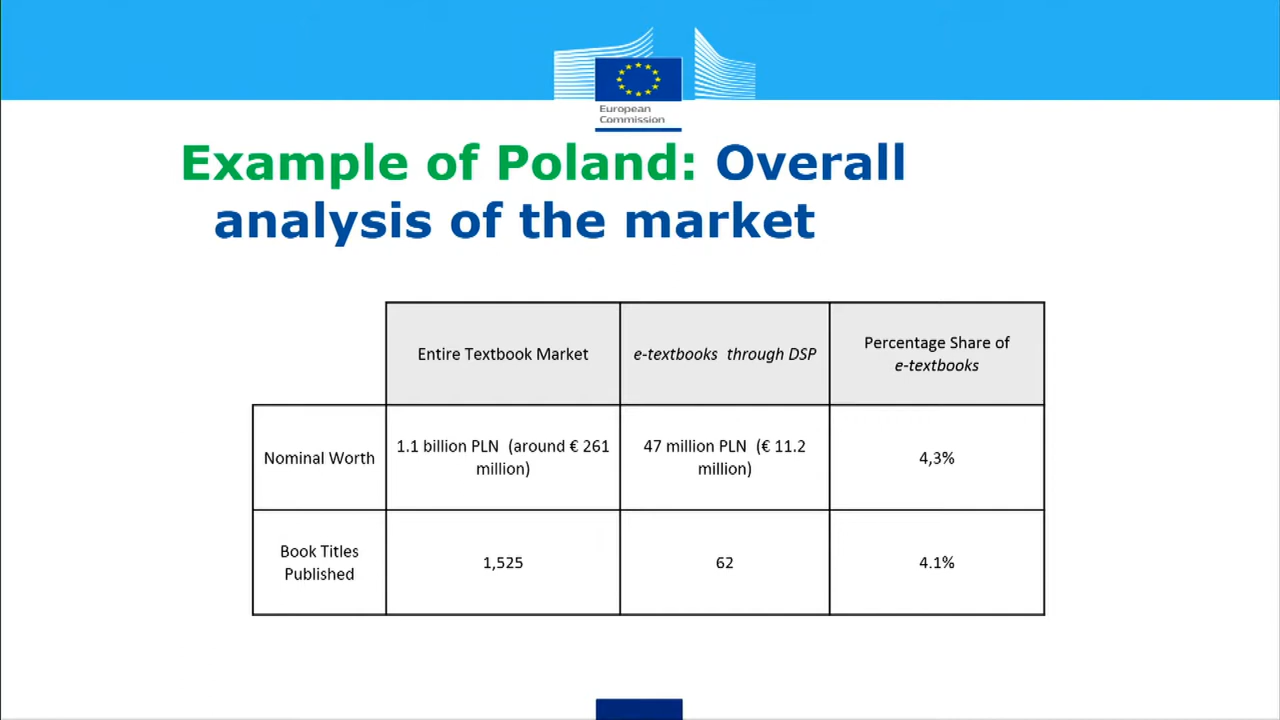 European
Commission
Example of Poland: Overall
analysis of the market
Entire Textbook Market
e-textbooks through DSP
Percentage Share of
e-textbooks
Nominal Worth
1.1 billion PLN (around € 261
million)
47 million PLN (€ 11.2
million)
4,3%
Book Titles
Published
1,525
62
4.1%